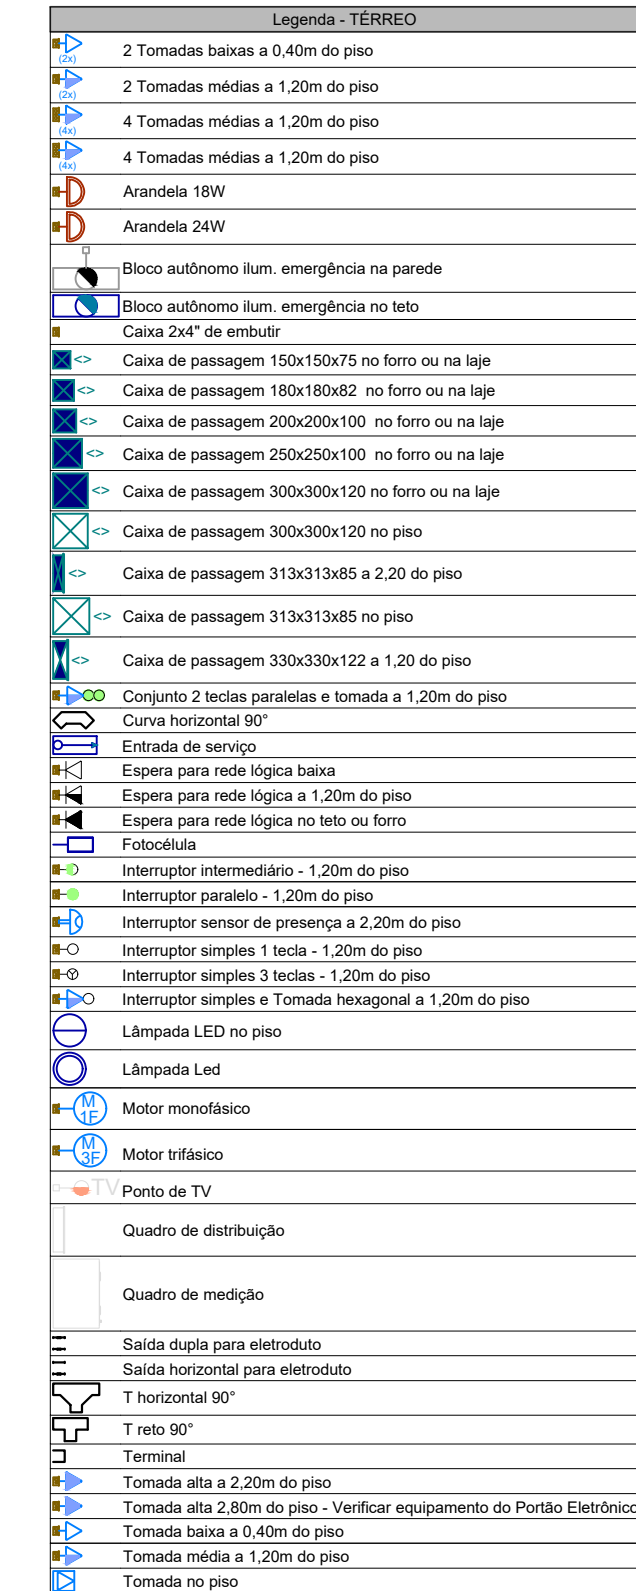 Legenda - TÉRREO
(2x) 2 Tomadas baixas a 0,40m do piso
(2x) 2 Tomadas médias a 1,20m do piso
(4x) 4 Tomadas médias a 1,20m do piso
(4x) 4 Tomadas médias a 1,20m do piso
Arandela 18W
Arandela 24W
Bloco autônomo ilum. emergência na parede
Bloco autônomo ilum. emergência no teto
Caixa 2x4" de embutir
<> Caixa de passagem 150x150x75 no forro ou na laje
<> Caixa de passagem 180x180x82 no forro ou na laje
<> Caixa de passagem 200x200x100 no forro ou na laje
<> Caixa de passagem 250x250x100 no forro ou na laje
<> Caixa de passagem 300x300x120 no forro ou na laje
<> Caixa de passagem 300x300x120 no piso
<> Caixa de passagem 313x313x85 a 2,20 do piso
<> Caixa de passagem 313x313x85 no piso
<> Caixa de passagem 330x330x122 a 1,20 do piso
Conjunto 2 teclas paralelas e tomada a 1,20m do piso
Curva horizontal 90°
Entrada de serviço
Espera para rede lógica baixa
Espera para rede lógica a 1,20m do piso
Espera para rede lógica no teto ou forro
Fotocélula
Interruptor intermediário - 1,20m do piso
Interruptor paralelo - 1,20m do piso
Interruptor sensor de presença a 2,20m do piso
Interruptor simples 1 tecla - 1,20m do piso
Interruptor simples 3 teclas - 1,20m do piso
Interruptor simples e Tomada hexagonal a 1,20m do piso
Lâmpada LED no piso
Lâmpada Led
M 1F Motor monofásico
M 3F Motor trifásico
TV Ponto de TV
Quadro de distribuição
Quadro de medição
Saída dupla para eletroduto
Saída horizontal para eletroduto
T horizontal 90°
T reto 90°
Terminal
Tomada alta a 2,20m do piso
Tomada alta 2,80m do piso - Verificar equipamento do Portão Eletrônico
Tomada baixa a 0,40m do piso
Tomada média a 1,20m do piso
Tomada no piso